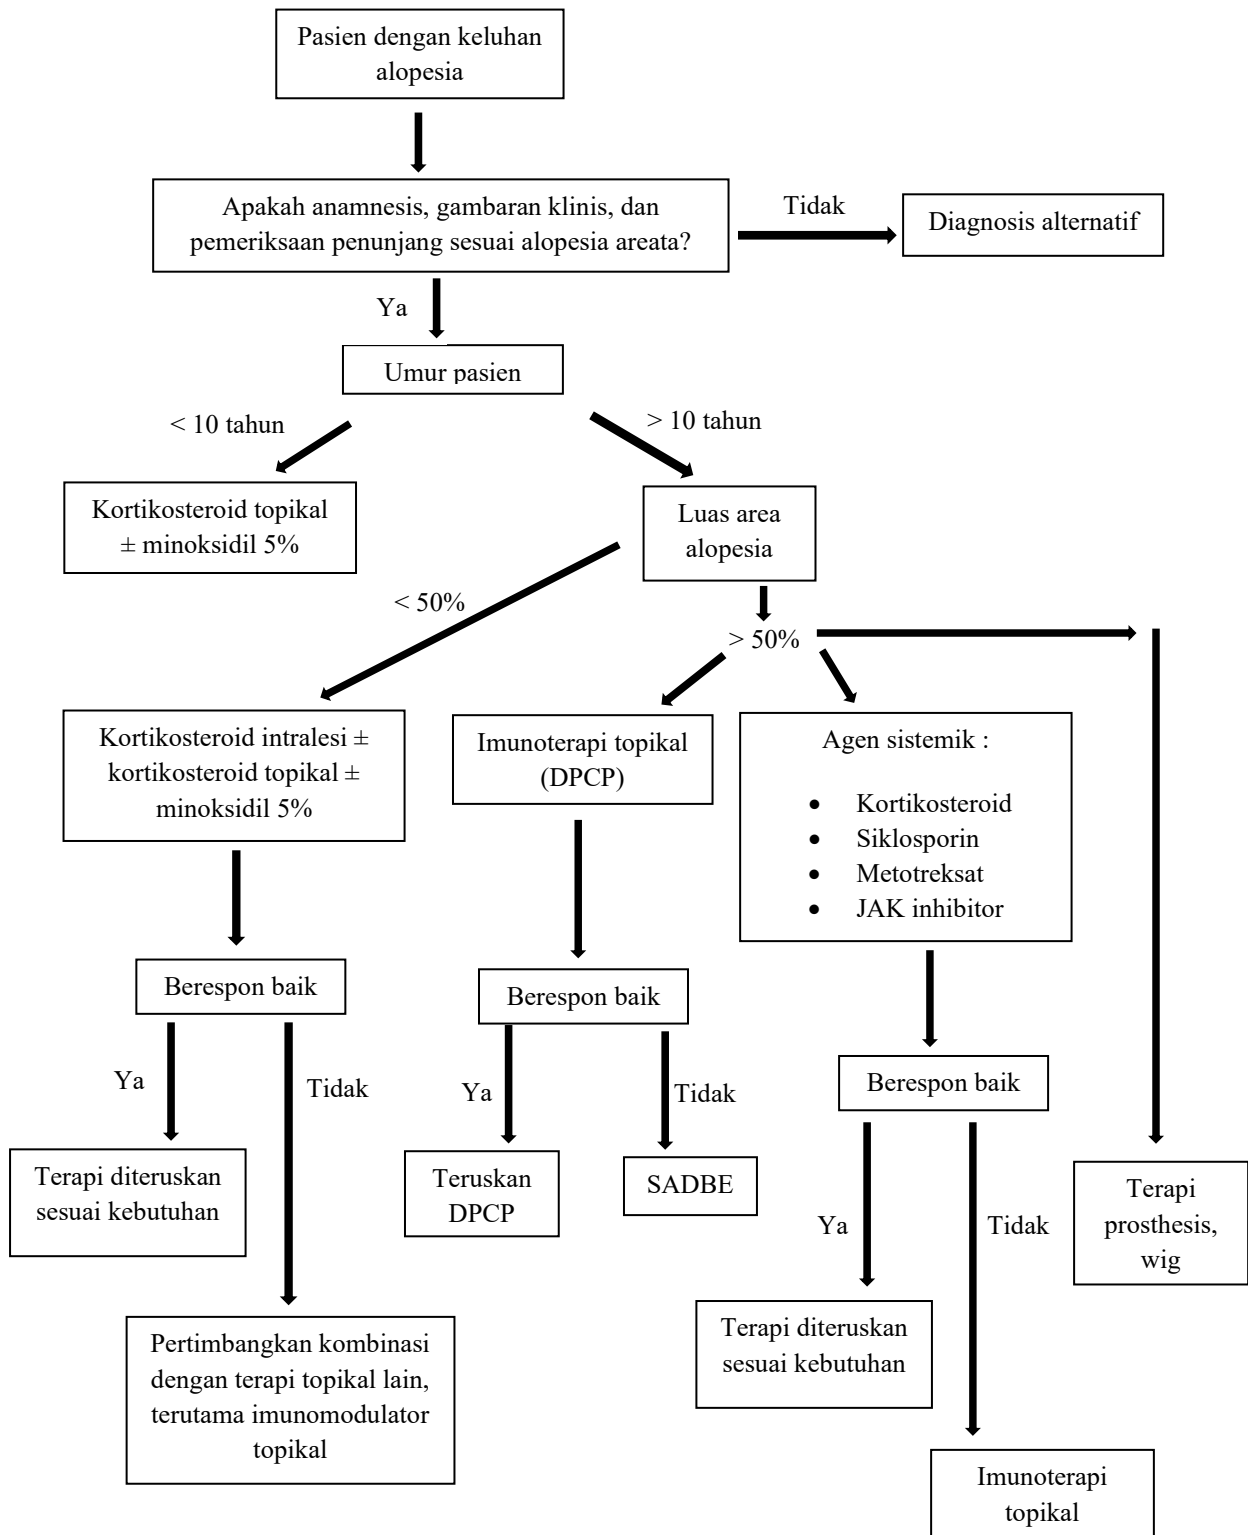 Pasien dengan keluhan
alopesia
Apakah anamnesis, gambaran klinis, dan
pemeriksaan penunjang sesuai alopesia areata?
Tidak
Diagnosis alternatif
Ya
Umur pasien
< 10 tahun
> 10 tahun
Kortikosteroid topikal
± minoksidil 5%
Luas area
alopesia
< 50%
> 50%
Kortikosteroid intralesi ±
kortikosteroid topikal ±
minoksidil 5%
Imunoterapi topikal
(DPCP)
Agen sistemik :
• Kortikosteroid
• Siklosporin
• Metotreksat
• JAK inhibitor
Berespon baik
Berespon baik
Berespon baik
Ya
Tidak
Ya
Tidak
Terapi diteruskan
sesuai kebutuhan
Teruskan
DPCP
SADBE
Ya
Tidak
Terapi
prosthesis,
wig
Terapi diteruskan
sesuai kebutuhan
Pertimbangkan kombinasi
dengan terapi topikal lain,
terutama imunomodulator
topikal
Imunoterapi
topikal